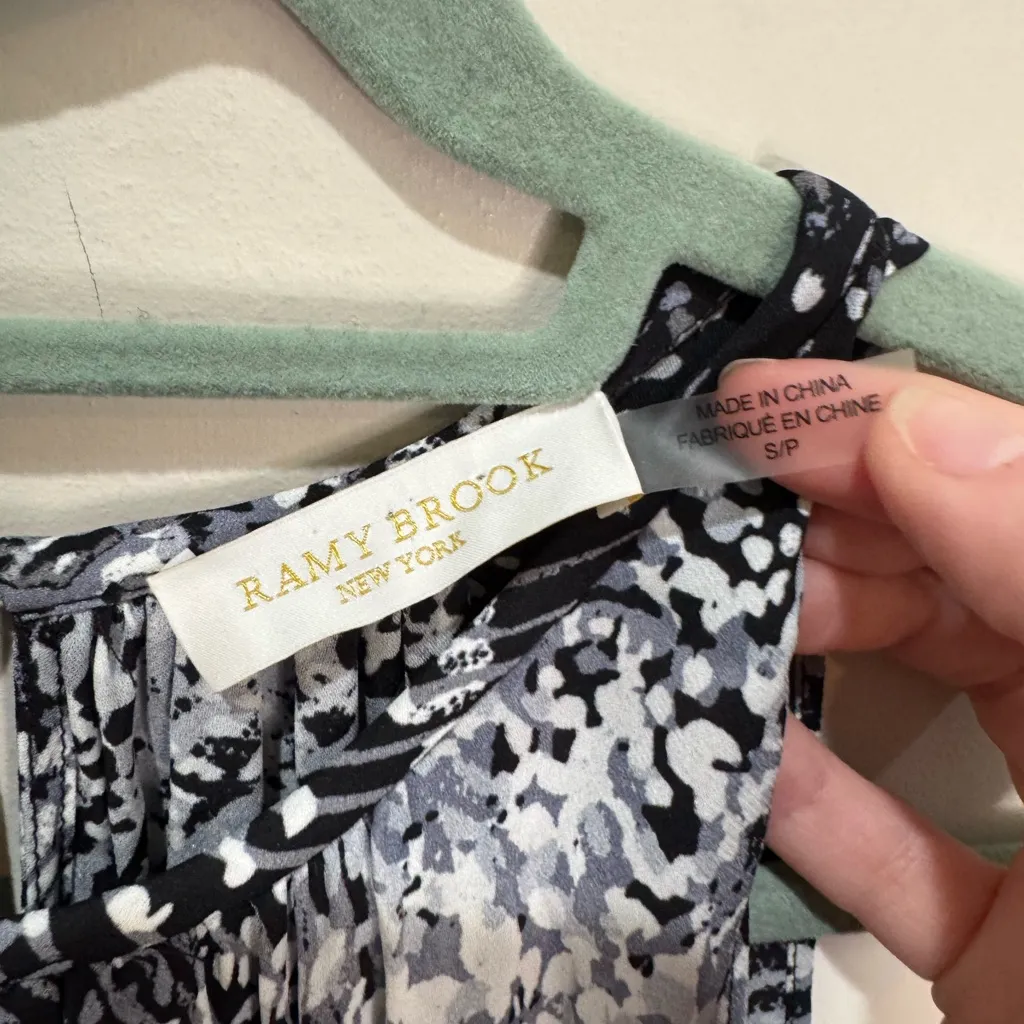 RAMY BROOK
NEW YORK
MADE IN CHINA
FABRIQUÉ EN CHINE
S/P